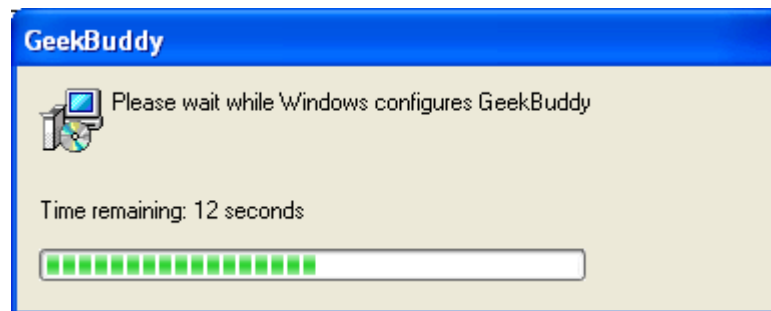 GeekBuddy
Please wait while Windows configures GeekBuddy
Time remaining: 12 seconds